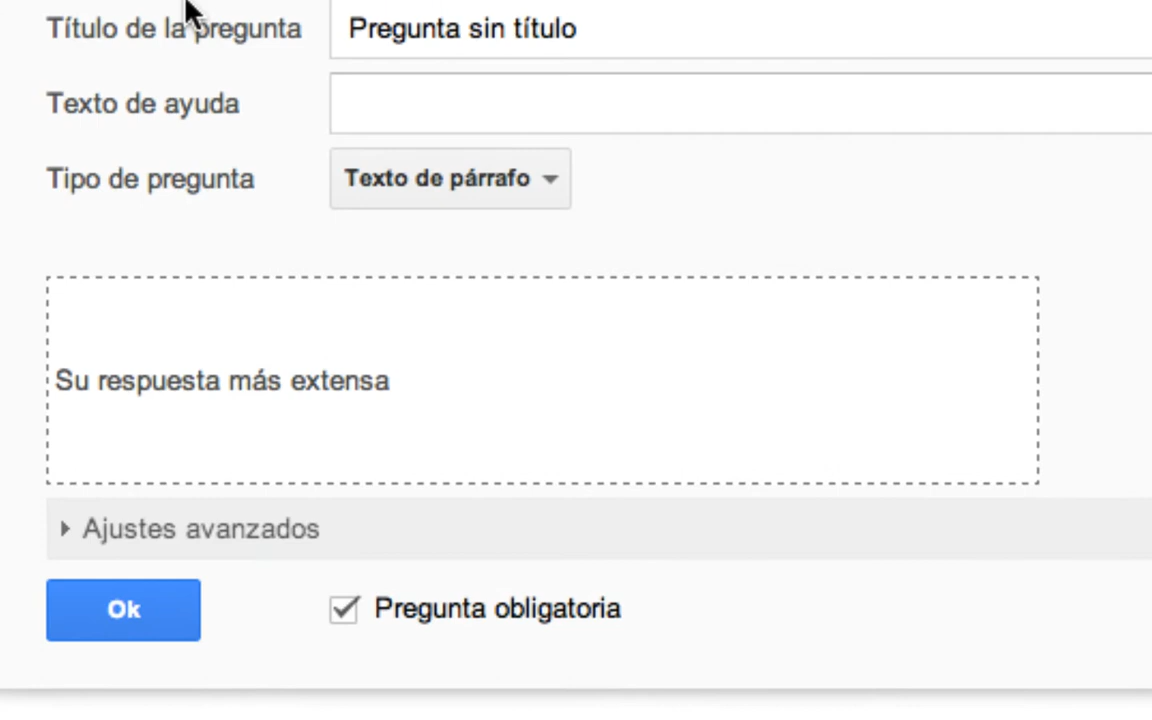 Título de la pregunta Pregunta sin título
Texto de ayuda
Tipo de pregunta Texto de párrafo
Su respuesta más extensa
Ajustes avanzados
Ok Pregunta obligatoria